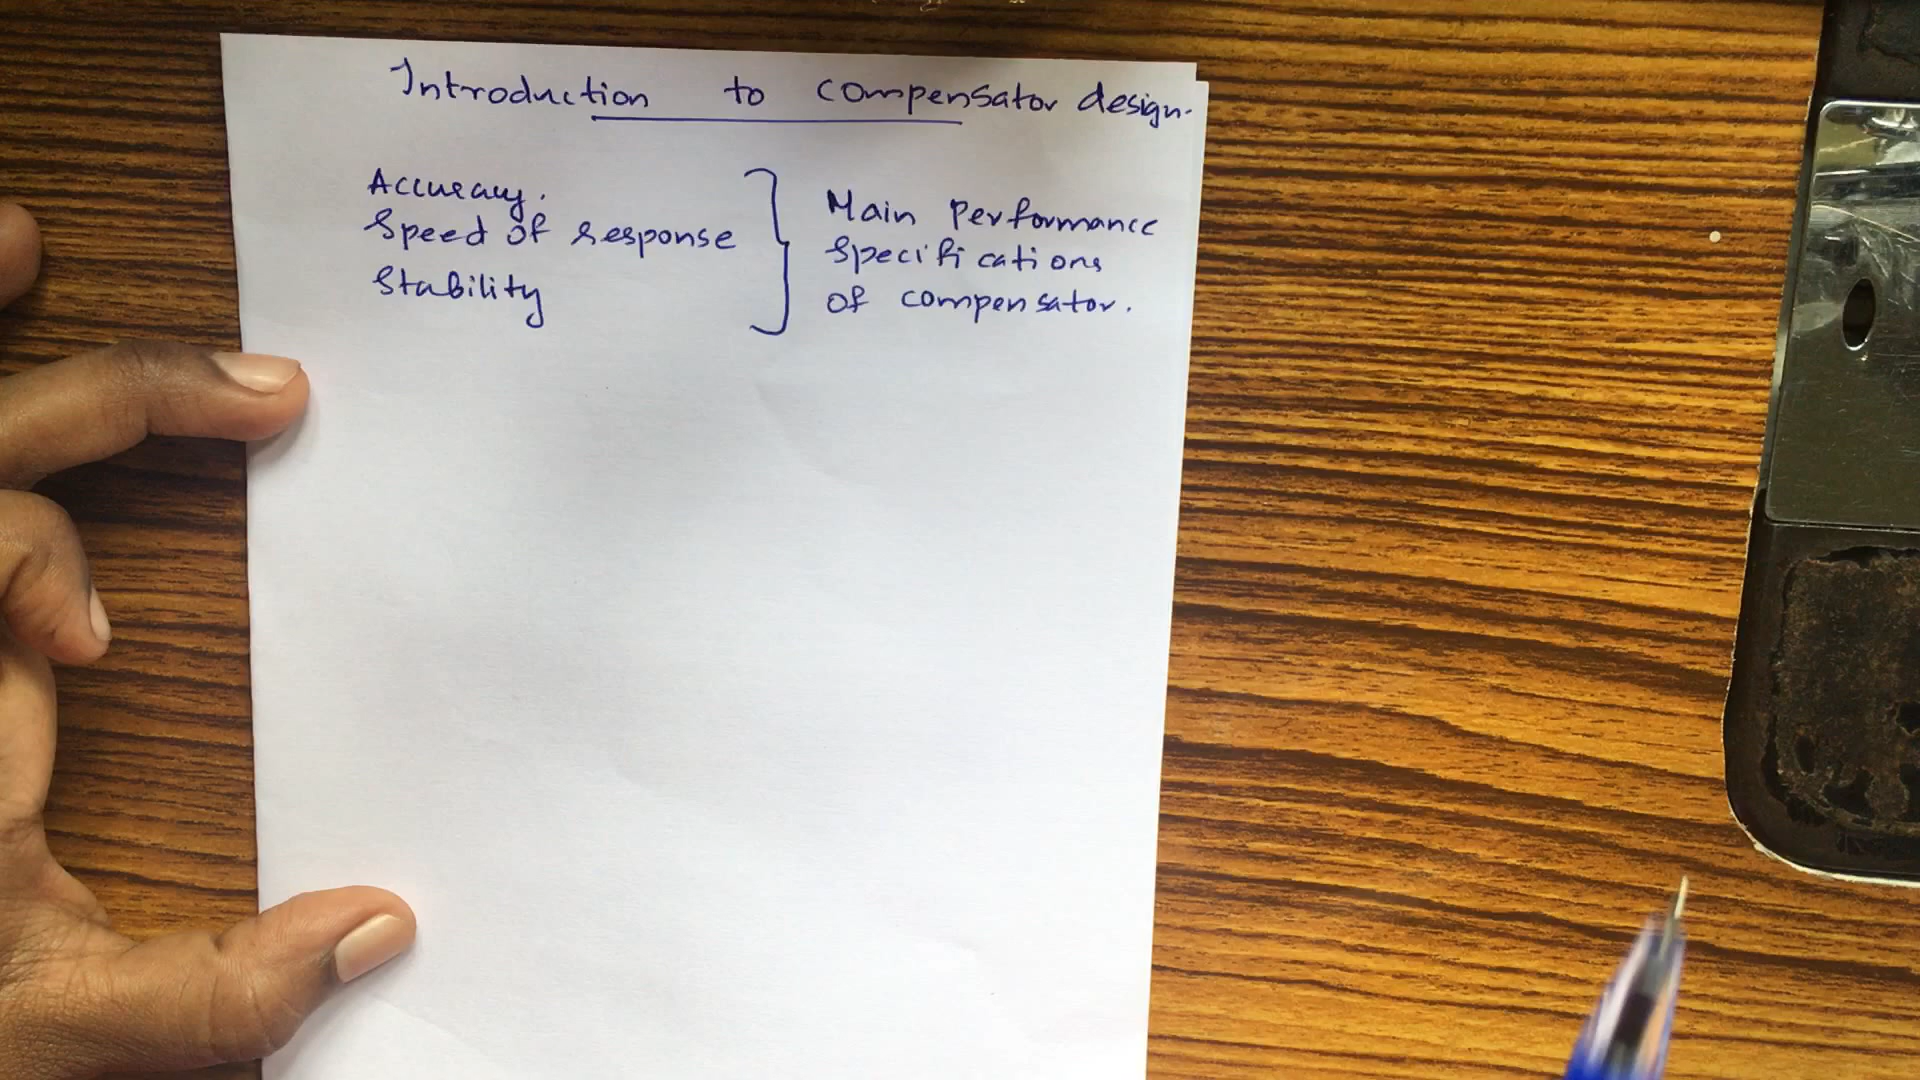 Introduction to compensator design.
Accuracy.
Speed of response
Stability
Main Performance
Specifications
of compensator.